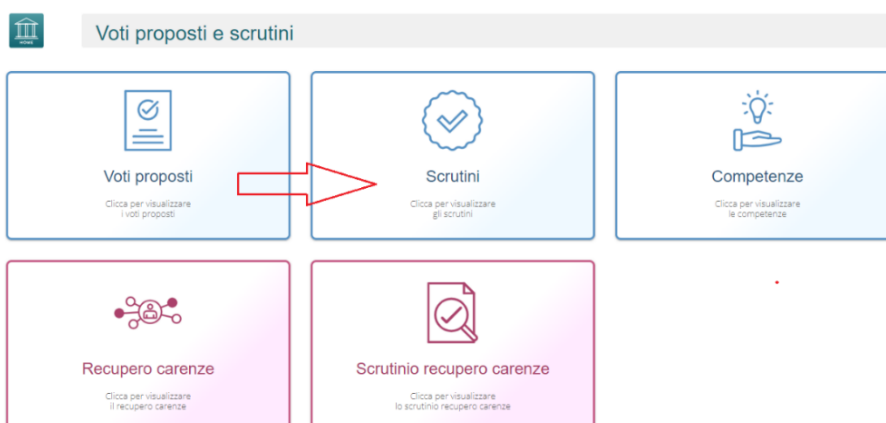 HOME
Voti proposti e scrutini
Voti proposti
Clicca per visualizzare
i voti proposti
Scrutini
Clicca per visualizzare
gli scrutini
Competenze
Clicca per visualizzare
le competenze
Recupero carenze
Clicca per visualizzare
il recupero carenze
Scrutinio recupero carenze
Clicca per visualizzare
lo scrutinio recupero carenze